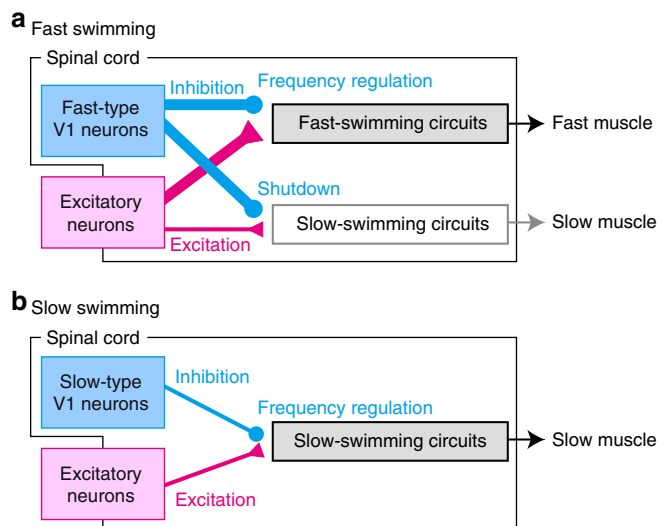 a Fast swimming
Spinal cord
Inhibition
Frequency regulation
Fast-type
V1 neurons
Fast-swimming circuits
Fast muscle
Excitatory
neurons
Shutdown
Slow-swimming circuits
Slow muscle
Excitation
b Slow swimming
Spinal cord
Slow-type
V1 neurons
Inhibition
Frequency regulation
Slow-swimming circuits
Slow muscle
Excitatory
neurons
Excitation